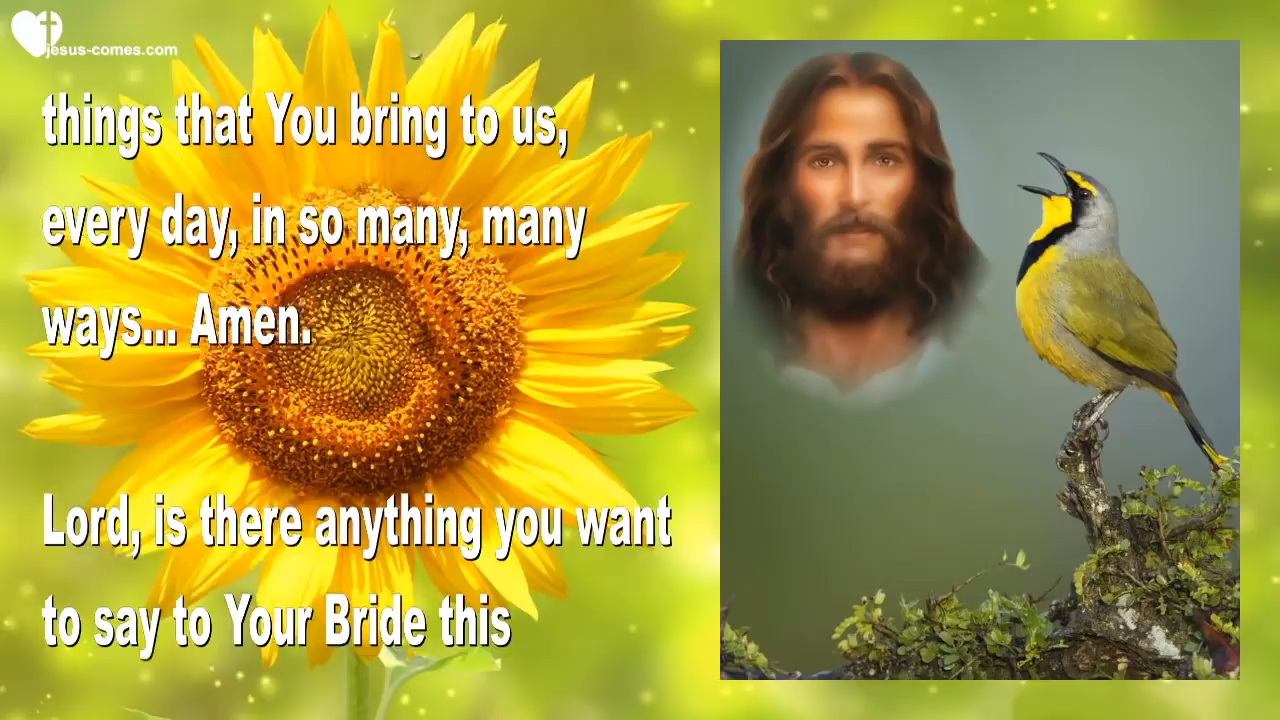 jesus-comes.com
things that You bring to us,
every day, in so many, many
ways... Amen.
Lord, is there anything you want
to say to Your Bride this